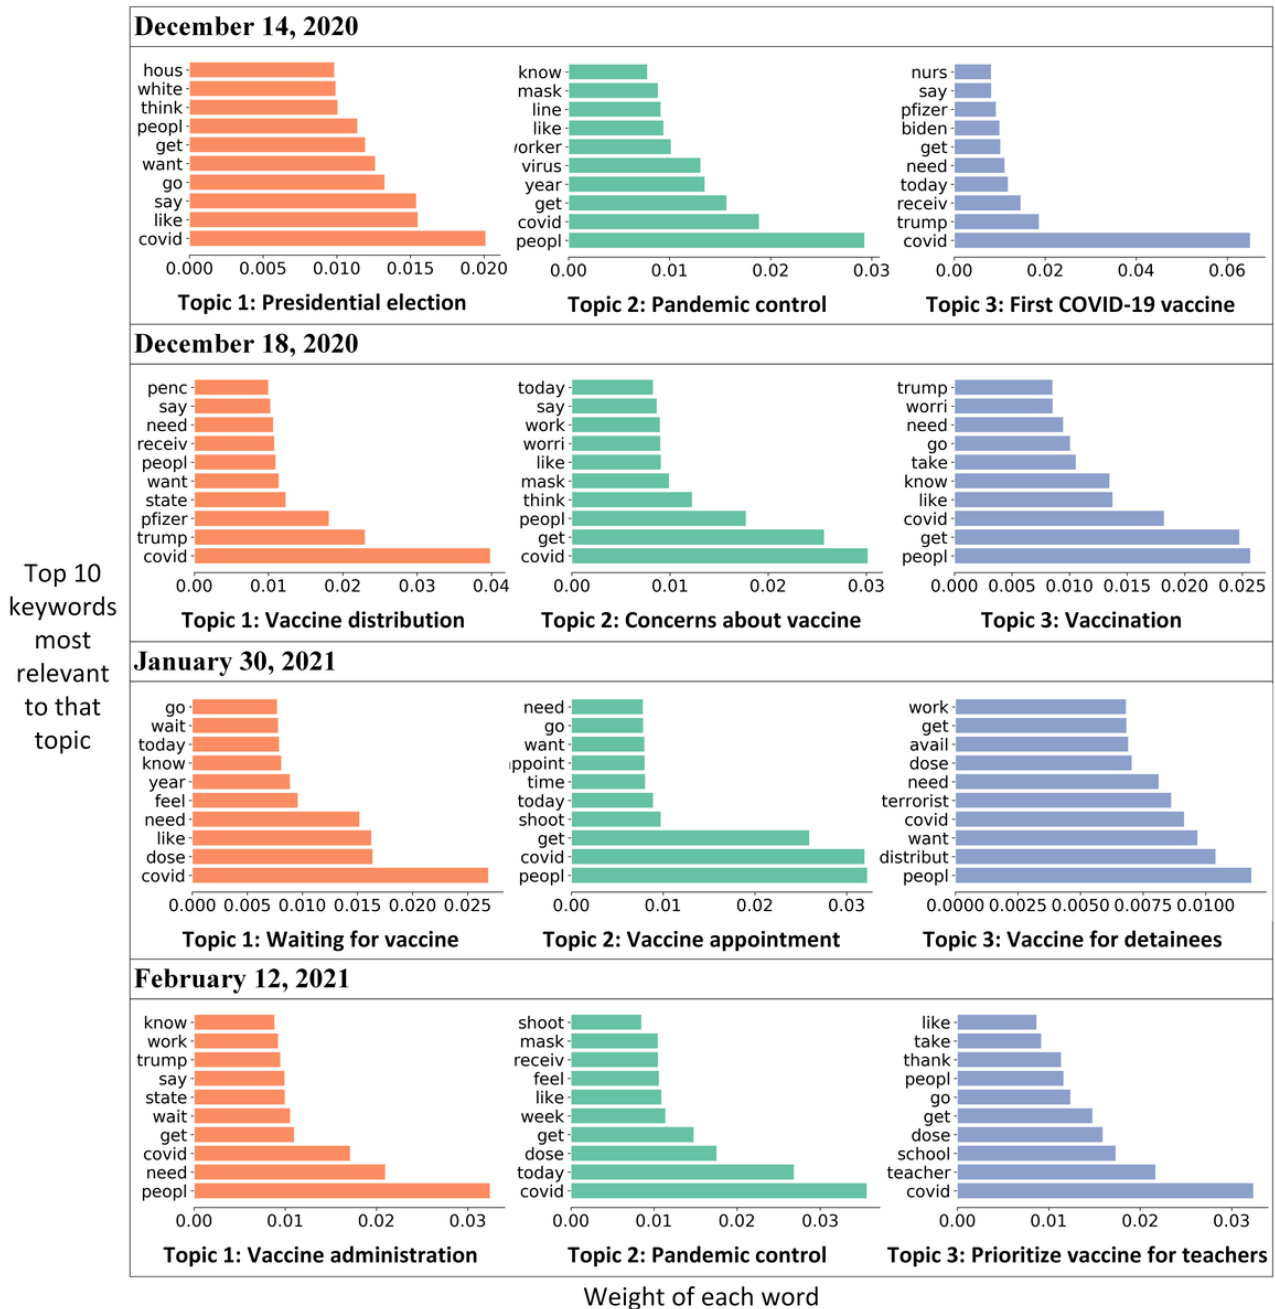 December 14, 2020
hous
white
think
peopl
get
want
go
say
like
covid
0.000 0.005 0.010 0.015 0.020
Topic 1: Presidential election
know
mask
line
like
orker
virus
year
get
covid
peopl
0.00 0.01 0.02 0.03
Topic 2: Pandemic control
nurs
say
pfizer
biden
get
need
today
receiv
trump
covid
0.00 0.02 0.04 0.06
Topic 3: First COVID-19 vaccine
December 18, 2020
penc
say
need
receiv
peopl
want
state
pfizer
trump
covid
0.00 0.01 0.02 0.03 0.04
Topic 1: Vaccine distribution
today
say
work
worri
like
mask
think
peopl
get
covid
0.00 0.01 0.02 0.03
Topic 2: Concerns about vaccine
trump
worri
need
go
take
know
like
covid
get
peopl
0.000 0.005 0.010 0.015 0.020 0.025
Topic 3: Vaccination
Top 10
keywords
most
relevant
to that
topic
January 30, 2021
go
wait
today
know
year
feel
need
like
dose
covid
0.000 0.005 0.010 0.015 0.020 0.025
Topic 1: Waiting for vaccine
need
go
want
ppoint
time
today
shoot
get
covid
peopl
0.00 0.01 0.02 0.03
Topic 2: Vaccine appointment
work
get
avail
dose
need
terrorist
covid
want
distribut
peopl
0.0000 0.0025 0.0050 0.0075 0.0100
Topic 3: Vaccine for detainees
February 12, 2021
know
work
trump
say
state
wait
get
covid
need
peopl
0.00 0.01 0.02 0.03
Topic 1: Vaccine administration
shoot
mask
receiv
feel
like
week
get
dose
today
covid
0.00 0.01 0.02 0.03
Topic 2: Pandemic control
like
take
thank
peopl
go
get
dose
school
teacher
covid
0.00 0.01 0.02 0.03
Topic 3: Prioritize vaccine for teachers
Weight of each word